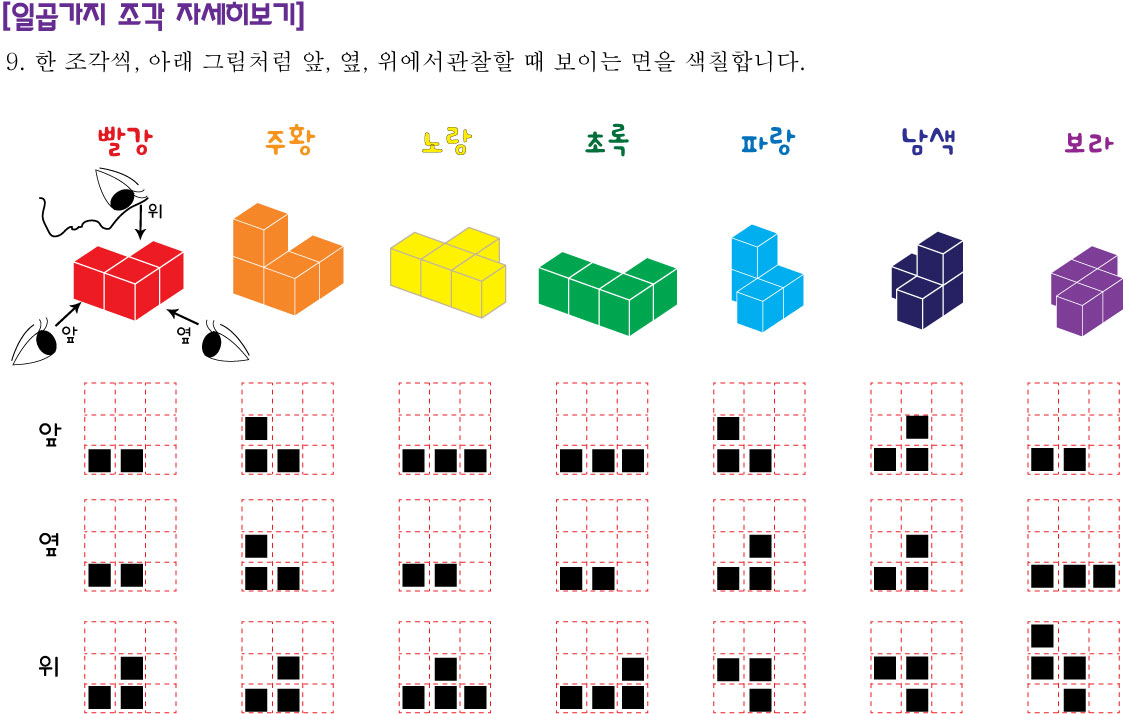 [일곱가지 조각 자세히보기]
9. 한 조각씩, 아래 그림처럼 앞, 옆, 위에서관찰할 때 보이는 면을 색칠합니다.
빨강 주황 노랑 초록 파랑 남색 보라
위
앞 옆
앞
옆
위